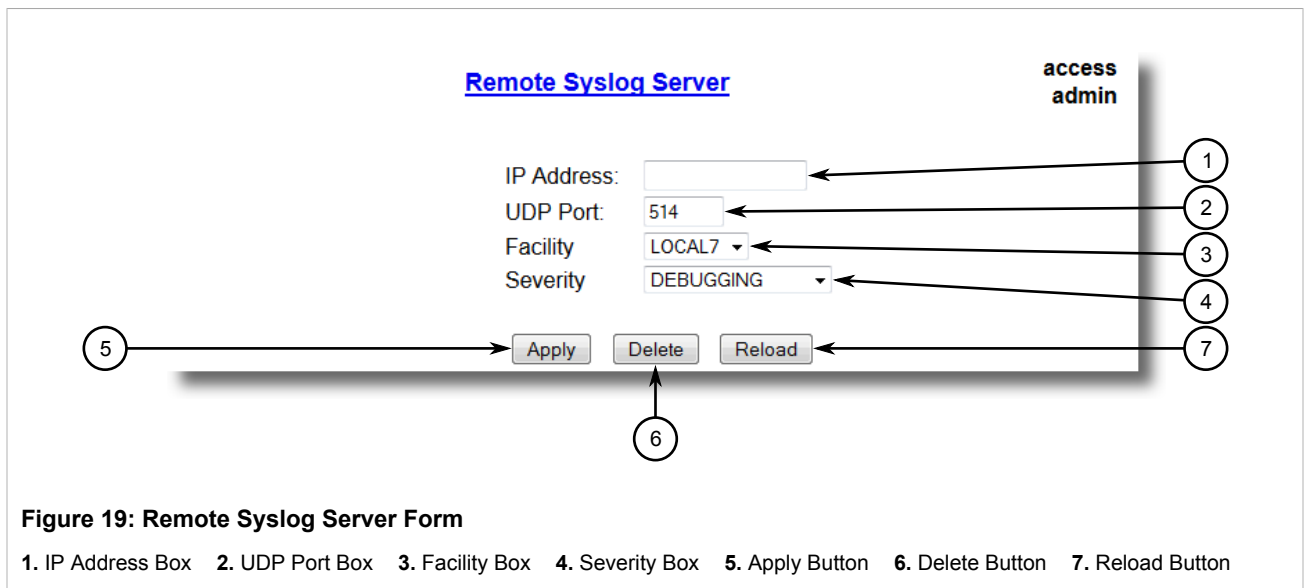 Remote Syslog Server
access
admin
IP Address:
1
UDP Port: 514
2
Facility LOCAL7
3
Severity DEBUGGING
4
5
Apply Delete Reload
7
6
Figure 19: Remote Syslog Server Form
1. IP Address Box 2. UDP Port Box 3. Facility Box 4. Severity Box 5. Apply Button 6. Delete Button 7. Reload Button